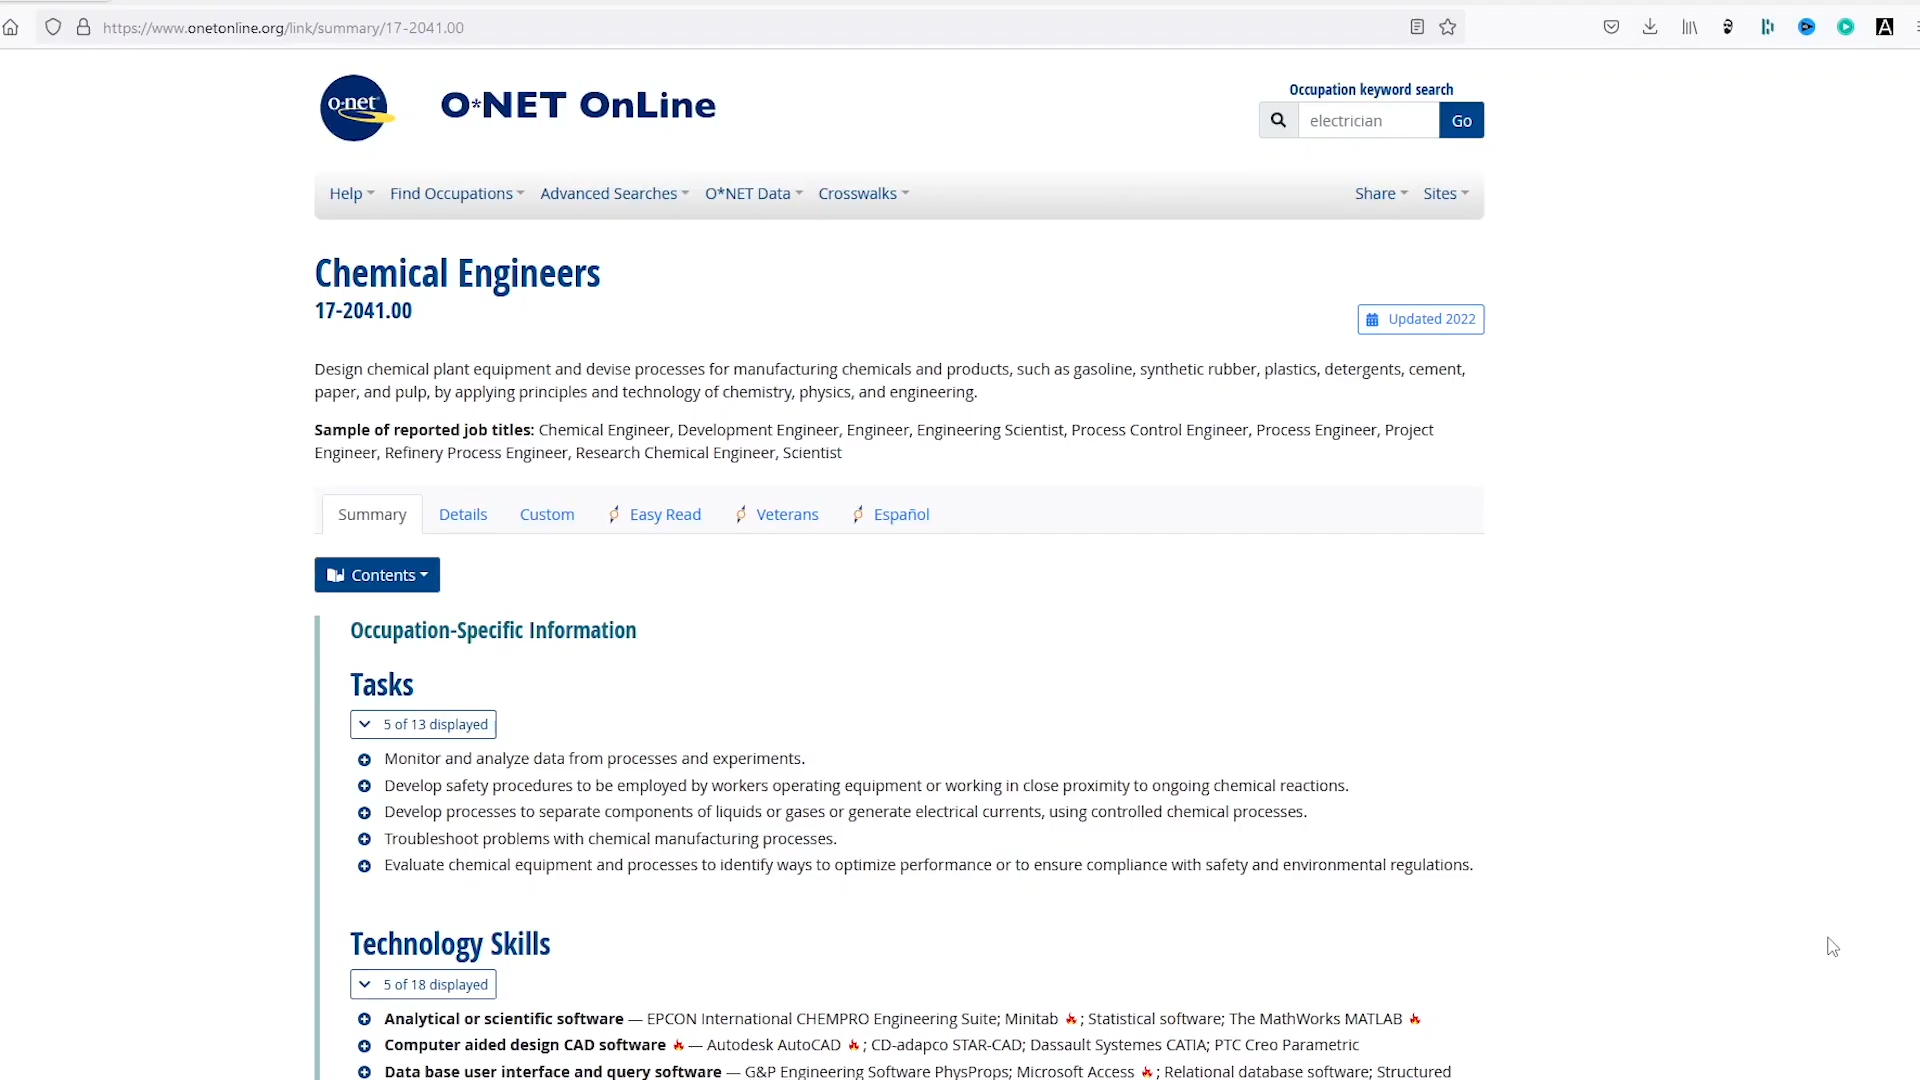 https://www.onetonline.org/link/summary/17-2041.00
A
o·net
O*NET OnLine
Occupation keyword search
electrician
Go
Help
Find Occupations
Advanced Searches
O*NET Data
Crosswalks
Share
Sites
Chemical Engineers
17-2041.00
Updated 2022
Design chemical plant equipment and devise processes for manufacturing chemicals and products, such as gasoline, synthetic rubber, plastics, detergents, cement,
paper, and pulp, by applying principles and technology of chemistry, physics, and engineering.
Sample of reported job titles: Chemical Engineer, Development Engineer, Engineer, Engineering Scientist, Process Control Engineer, Process Engineer, Project
Engineer, Refinery Process Engineer, Research Chemical Engineer, Scientist
Summary
Details
Custom
Easy Read
Veterans
Español
Contents
Occupation-Specific Information
Tasks
5 of 13 displayed
Monitor and analyze data from processes and experiments.
Develop safety procedures to be employed by workers operating equipment or working in close proximity to ongoing chemical reactions.
Develop processes to separate components of liquids or gases or generate electrical currents, using controlled chemical processes.
Troubleshoot problems with chemical manufacturing processes.
Evaluate chemical equipment and processes to identify ways to optimize performance or to ensure compliance with safety and environmental regulations.
Technology Skills
5 of 18 displayed
Analytical or scientific software — EPCON International CHEMPRO Engineering Suite; Minitab ; Statistical software; The MathWorks MATLAB
Computer aided design CAD software — Autodesk AutoCAD ; CD-adapco STAR-CAD; Dassault Systemes CATIA; PTC Creo Parametric
Data base user interface and query software — G&P Engineering Software PhysProps; Microsoft Access ; Relational database software; Structured